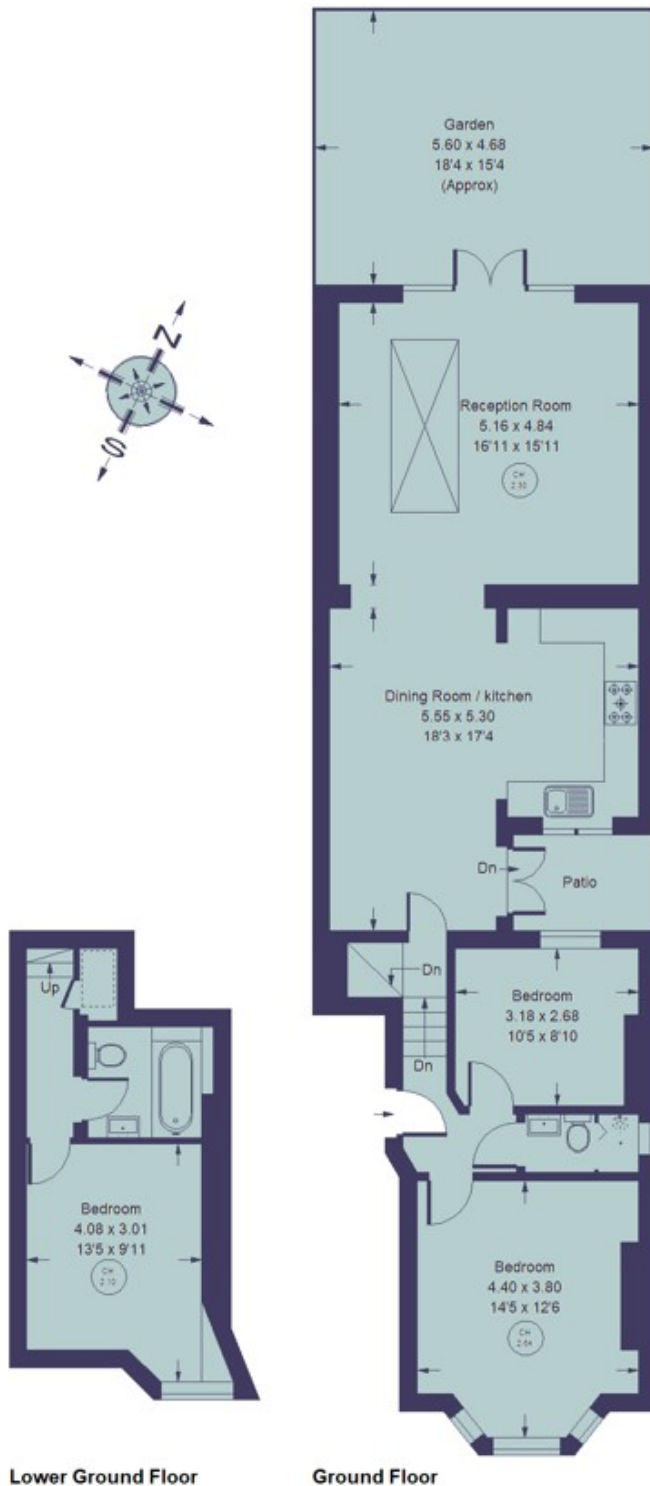 Garden
5.60 x 4.68
18'4 x 15'4
(Approx)
N
S
Reception Room
5.16 x 4.84
16'11 x 15'11
CH
2.30
Dining Room / kitchen
5.55 x 5.30
18'3 x 17'4
Dn
Patio
Up
Dn
Dn
Bedroom
3.18 x 2.68
10'5 x 8'10
Bedroom
4.08 x 3.01
13'5 x 9'11
CH
2.10
Bedroom
4.40 x 3.80
14'5 x 12'6
CH
2.64
Lower Ground Floor
Ground Floor